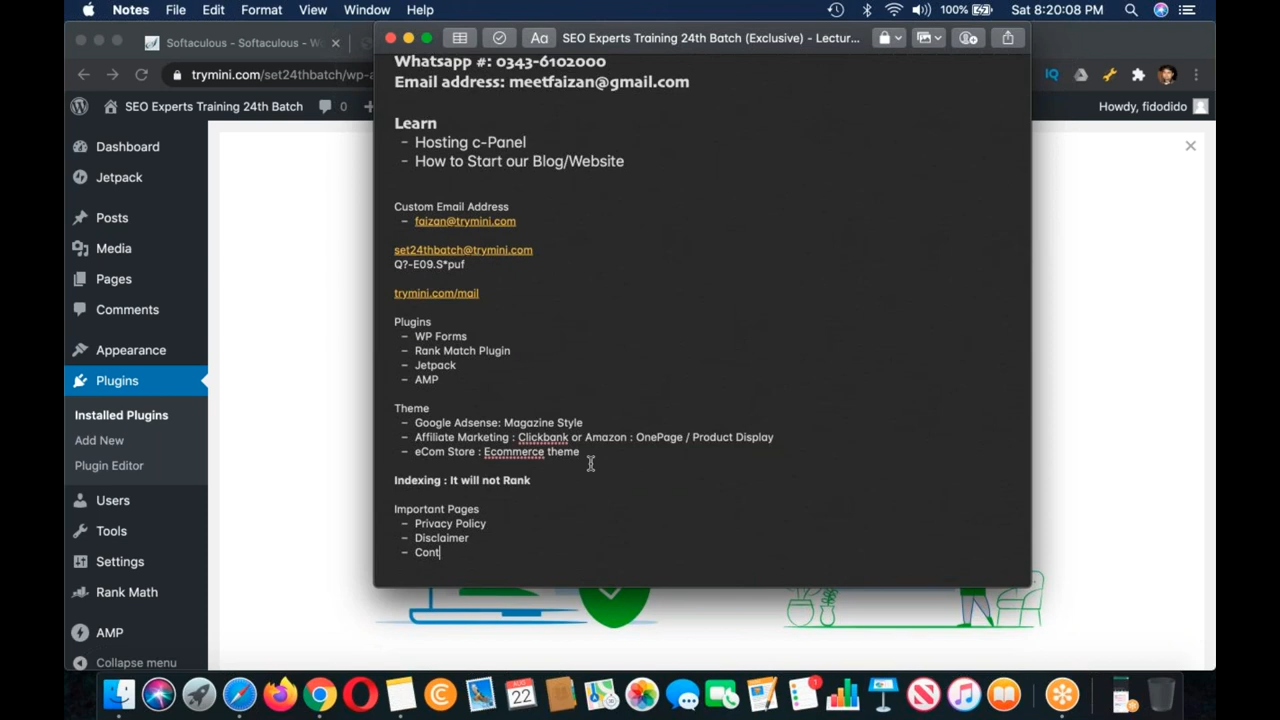 Notes File Edit Format View Window Help 100% Sat 8:20:08 PM
Softaculous - Softaculous - W
SEO Experts Training 24th Batch (Exclusive) - Lectur...
trymini.com/set24thbatch/wp-a
SEO Experts Training 24th Batch 0
Howdy, fidodido
Dashboard
Jetpack
Posts
Media
Pages
Comments
Appearance
Plugins
Installed Plugins
Add New
Plugin Editor
Users
Tools
Settings
Rank Math
AMP
Collapse menu
Whatsapp #: 0343-6102000
Email address: meetfaizan@gmail.com
Learn
– Hosting c-Panel
– How to Start our Blog/Website
Custom Email Address
– faizan@trymini.com
set24thbatch@trymini.com
Q?-E09.S*puf
trymini.com/mail
Plugins
– WP Forms
– Rank Match Plugin
– Jetpack
– AMP
Theme
– Google Adsense: Magazine Style
– Affiliate Marketing : Clickbank or Amazon : OnePage / Product Display
– eCom Store : Ecommerce theme
Indexing : It will not Rank
Important Pages
– Privacy Policy
– Disclaimer
– Cont
AUG
22
1